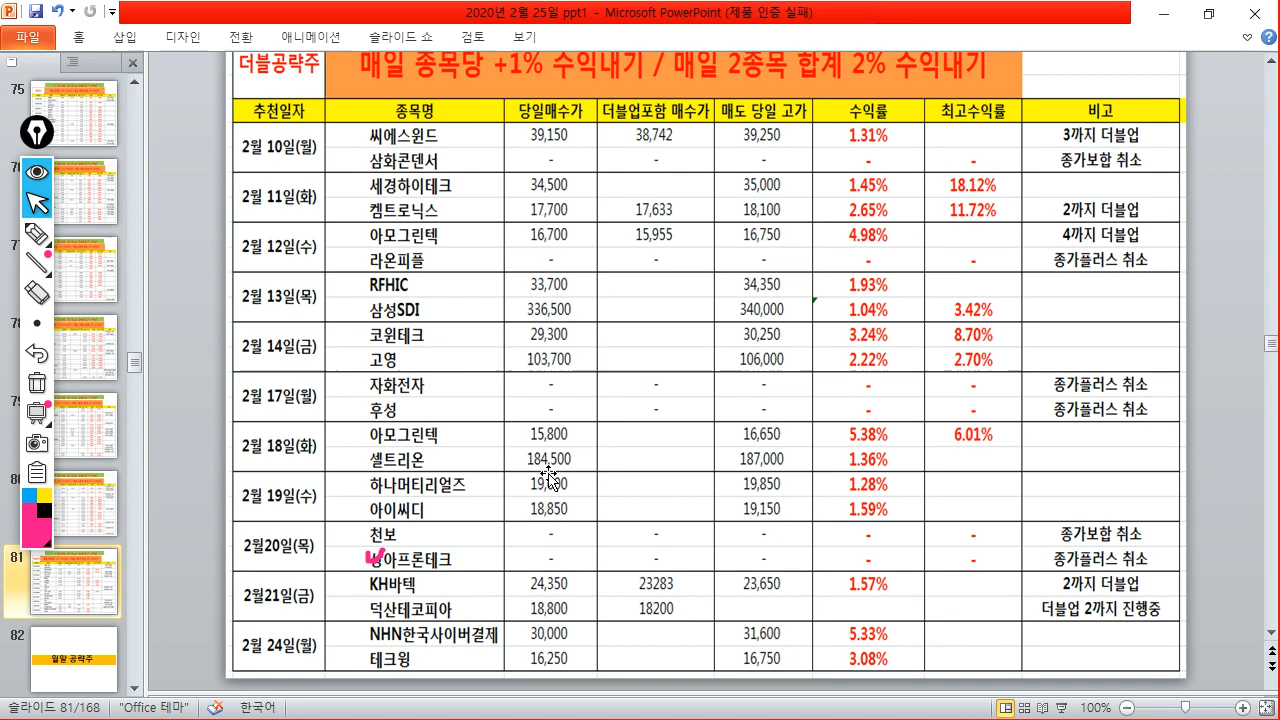 2020년 2월 25일 ppt1 - Microsoft PowerPoint (제품 인증 실패)
파일 홈 삽입 디자인 전환 애니메이션 슬라이드 쇼 검토 보기
더블공략주 매일 종목당 +1% 수익내기 / 매일 2종목 합계 2% 수익내기
추천일자 종목명 당일매수가 더블업포함 매수가 매도 당일 고가 수익률 최고수익률 비고
2월 10일(월) 씨에스윈드 39,150 38,742 39,250 1.31% 3까지 더블업
삼화콘덴서 - - - - - 종가보합 취소
2월 11일(화) 세경하이테크 34,500 35,000 1.45% 18.12%
켐트로닉스 17,700 17,633 18,100 2.65% 11.72% 2까지 더블업
2월 12일(수) 아모그린텍 16,700 15,955 16,750 4.98% 4까지 더블업
라온피플 - - - - - 종가플러스 취소
2월 13일(목) RFHIC 33,700 34,350 1.93%
삼성SDI 336,500 340,000 1.04% 3.42%
2월 14일(금) 코윈테크 29,300 30,250 3.24% 8.70%
고영 103,700 106,000 2.22% 2.70%
2월 17일(월) 자화전자 - - - - - 종가플러스 취소
후성 - - - - - 종가플러스 취소
2월 18일(화) 아모그린텍 15,800 16,650 5.38% 6.01%
셀트리온 184,500 187,000 1.36%
2월 19일(수) 하나머티리얼즈 19,850 1.28%
아이씨디 18,850 19,150 1.59%
2월20일(목) 천보 - - - - - 종가보합 취소
아프론테크 - - - - - 종가플러스 취소
2월21일(금) KH바텍 24,350 23283 23,650 1.57% 2까지 더블업
덕산테코피아 18,800 18200 더블업 2까지 진행중
2월 24일(월) NHN한국사이버결제 30,000 31,600 5.33%
테크윙 16,250 16,750 3.08%
75
77
78
79
80
81
82
월말 공략주
슬라이드 81/168 "Office 테마" 한국어 100%